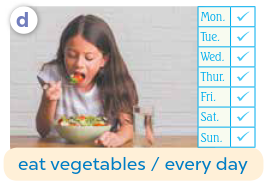 d
Mon. ✓
Tue. ✓
Wed. ✓
Thur. ✓
Fri. ✓
Sat. ✓
Sun. ✓
eat vegetables / every day